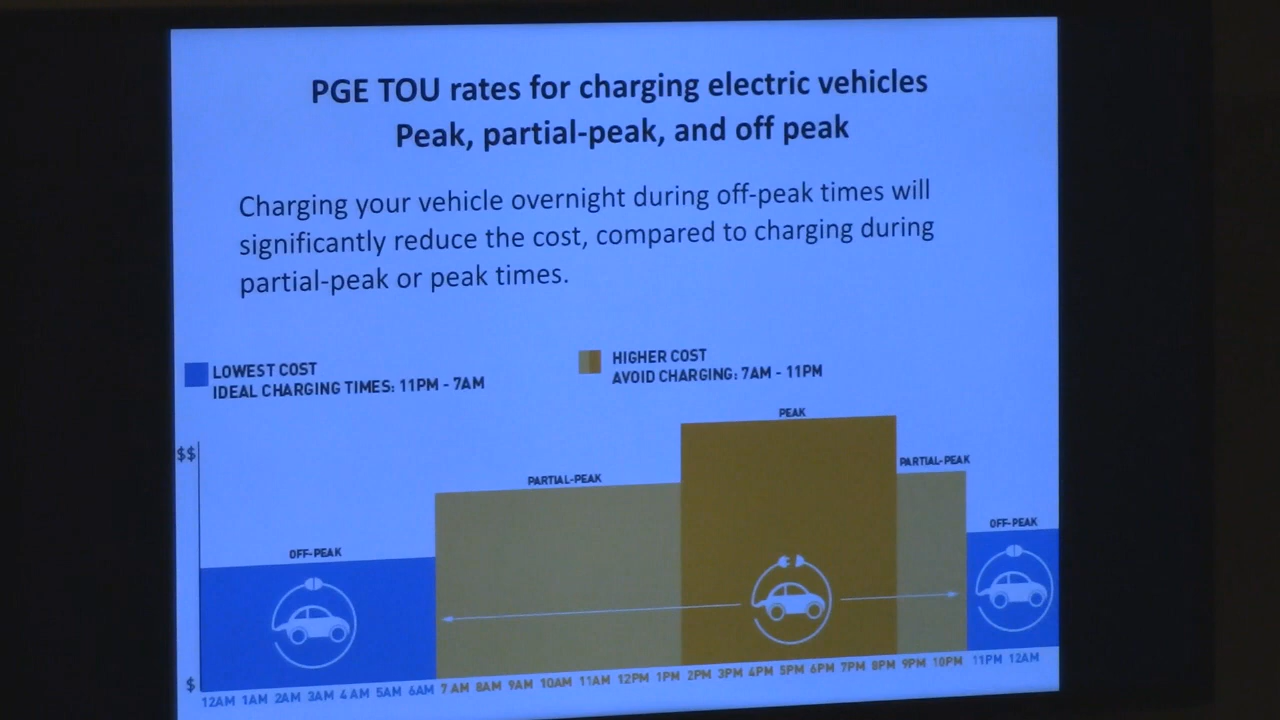 PGE TOU rates for charging electric vehicles
Peak, partial-peak, and off peak
Charging your vehicle overnight during off-peak times will
significantly reduce the cost, compared to charging during
partial-peak or peak times.
LOWEST COST
IDEAL CHARGING TIMES: 11PM - 7AM
HIGHER COST
AVOID CHARGING: 7AM - 11PM
PEAK
$$
PARTIAL-PEAK
PARTIAL-PEAK
OFF-PEAK
OFF-PEAK
$
12AM 1AM 2AM 3AM 4AM 5AM 6AM 7AM 8AM 9AM 10AM 11AM 12PM 1PM 2PM 3PM 4PM 5PM 6PM 7PM 8PM 9PM 10PM 11PM 12AM